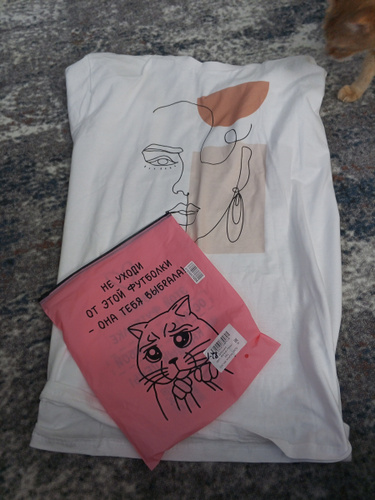 НЕ УХОДИ
ОТ ЭТОЙ ФУТБОЛКИ
- ОНА ТЕБЯ ВЫБРАЛА!